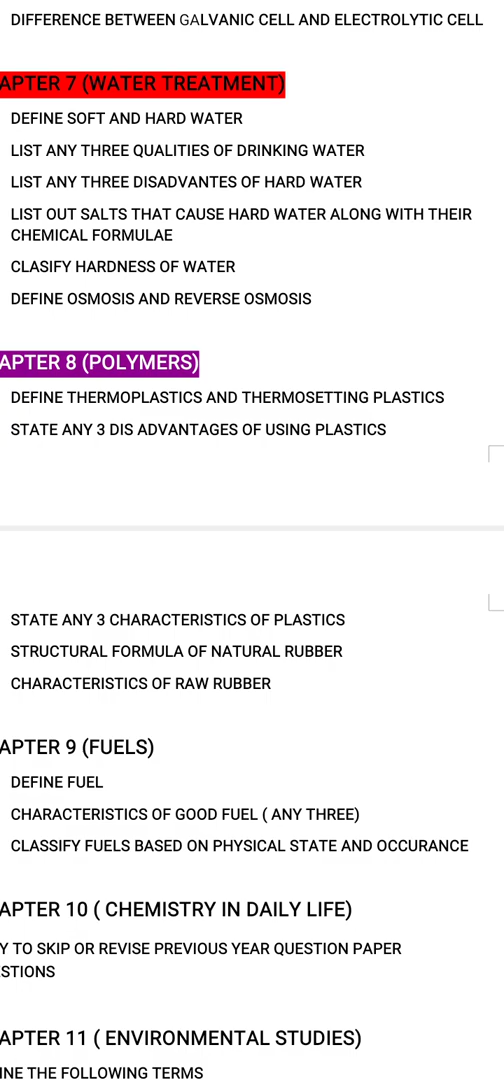 DIFFERENCE BETWEEN GALVANIC CELL AND ELECTROLYTIC CELL
APTER 7 (WATER TREATMENT)
DEFINE SOFT AND HARD WATER
LIST ANY THREE QUALITIES OF DRINKING WATER
LIST ANY THREE DISADVANTES OF HARD WATER
LIST OUT SALTS THAT CAUSE HARD WATER ALONG WITH THEIR
CHEMICAL FORMULAE
CLASIFY HARDNESS OF WATER
DEFINE OSMOSIS AND REVERSE OSMOSIS
APTER 8 (POLYMERS)
DEFINE THERMOPLASTICS AND THERMOSETTING PLASTICS
STATE ANY 3 DIS ADVANTAGES OF USING PLASTICS
STATE ANY 3 CHARACTERISTICS OF PLASTICS
STRUCTURAL FORMULA OF NATURAL RUBBER
CHARACTERISTICS OF RAW RUBBER
APTER 9 (FUELS)
DEFINE FUEL
CHARACTERISTICS OF GOOD FUEL ( ANY THREE)
CLASSIFY FUELS BASED ON PHYSICAL STATE AND OCCURANCE
APTER 10 ( CHEMISTRY IN DAILY LIFE)
Y TO SKIP OR REVISE PREVIOUS YEAR QUESTION PAPER
STIONS
APTER 11 ( ENVIRONMENTAL STUDIES)
INE THE FOLLOWING TERMS